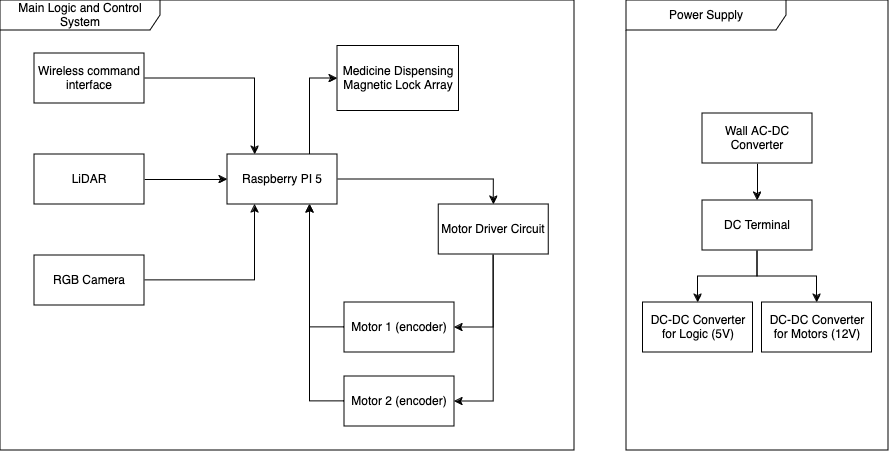 Main Logic and Control
System
Power Supply
Wireless command
interface
Medicine Dispensing
Magnetic Lock Array
Wall AC-DC
Converter
LiDAR
Raspberry PI 5
Motor Driver Circuit
DC Terminal
RGB Camera
Motor 1 (encoder)
Motor 2 (encoder)
DC-DC Converter
for Logic (5V)
DC-DC Converter
for Motors (12V)